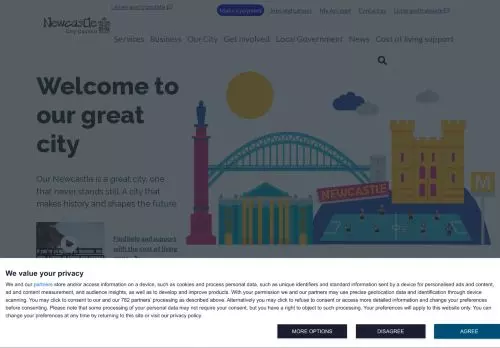 Newcastle
City Council
Make a payment
My Account
Contact us
Listen and translate
Services
Business
Our City
Get involved
Local Government
News
Cost of living support
Welcome to
our great
city
Our Newcastle is a great city, one
that never stands still. A city that
makes history and shapes the future
NEWCASTLE
M
Find help and support
with the cost of living
We value your privacy
We and our partners store and/or access information on a device, such as cookies and process personal data, such as unique identifiers and standard information sent by a device for personalised ads and content,
ad and content measurement, and audience insights, as well as to develop and improve products. With your permission we and our partners may use precise geolocation data and identification through device
scanning. You may click to consent to our and our 782 partners' processing as described above. Alternatively you may click to refuse to consent or access more detailed information and change your preferences
before consenting. Please note that some processing of your personal data may not require your consent, but you have a right to object to such processing. Your preferences will apply to this website only. You can
change your preferences at any time by returning to this site or visit our privacy policy.
MORE OPTIONS
DISAGREE
AGREE